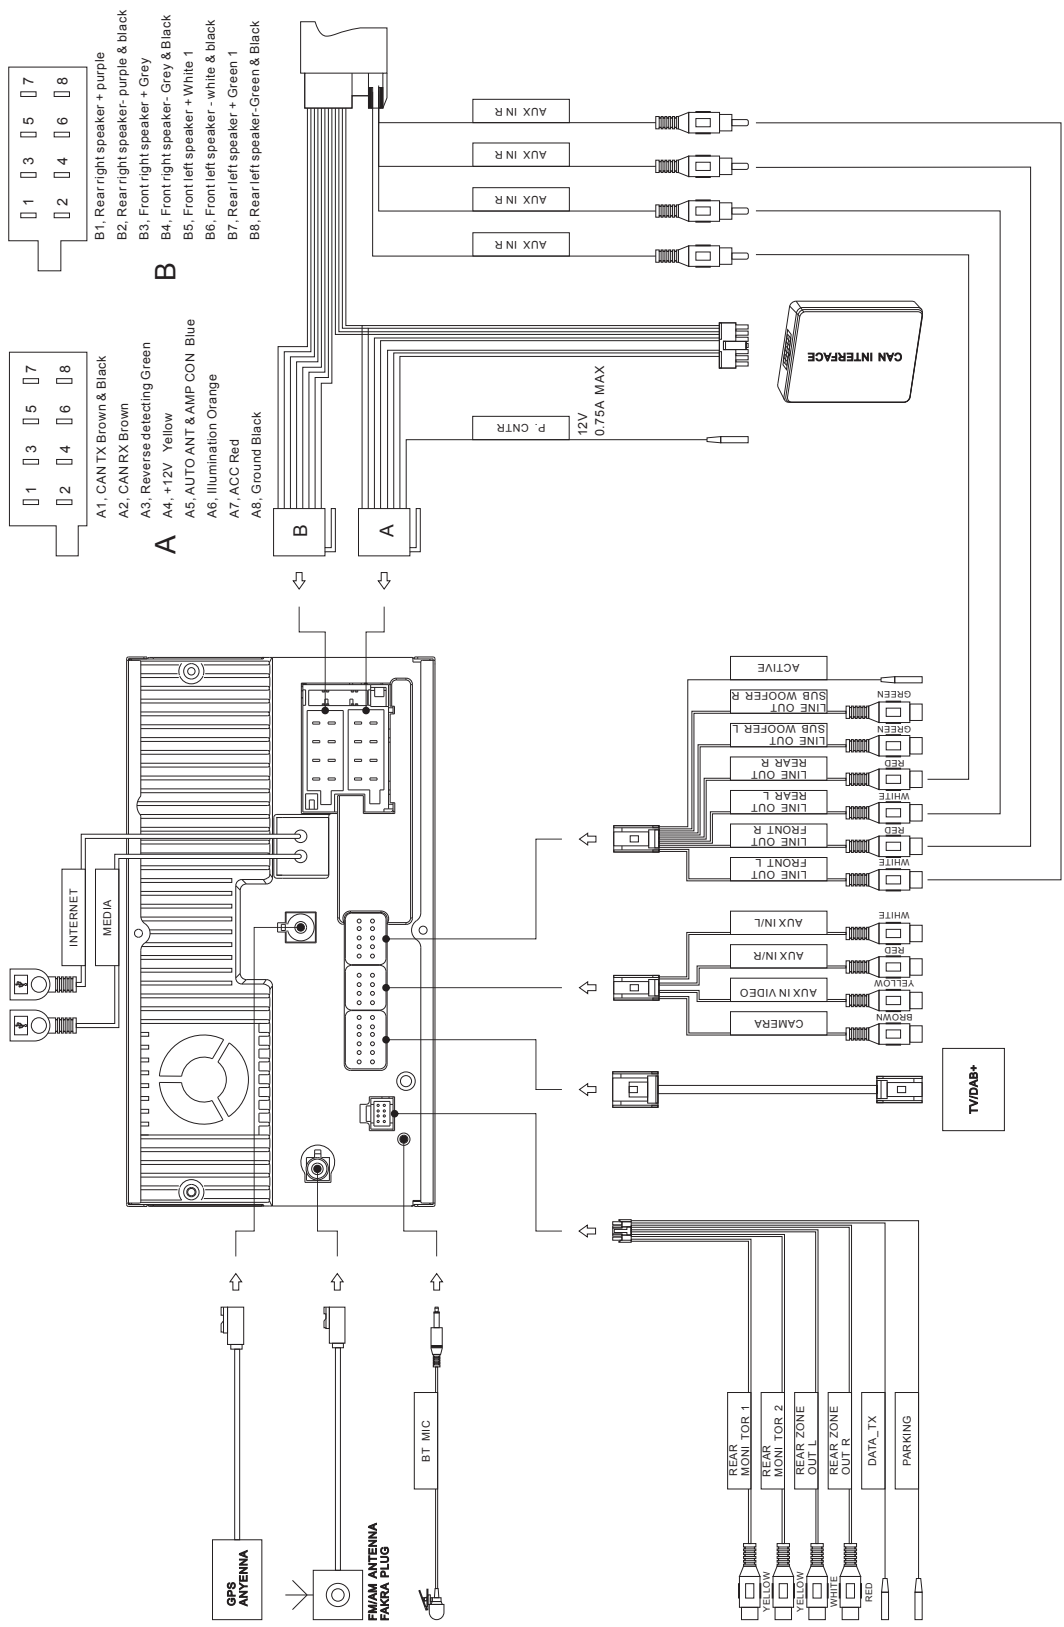 1 3 5 7
2 4 6 8
A1, CAN TX Brown & Black
A2, CAN RX Brown
A3, Reverse detecting Green
A4, +12V Yellow
A5, AUTO ANT & AMP CON Blue
A6, Illumination Orange
A7, ACC Red
A8, Ground Black
A
1 3 5 7
2 4 6 8
B1, Rear right speaker + purple
B2, Rear right speaker- purple & black
B3, Front right speaker + Grey
B4, Front right speaker- Grey & Black
B5, Front left speaker + White 1
B6, Front left speaker - white & black
B7, Rear left speaker + Green 1
B8, Rear left speaker-Green & Black
B
B
A
AUX IN R
AUX IN R
AUX IN R
AUX IN R
P. CNTR
12V
0.75A MAX
CAN INTERFACE
INTERNET
MEDIA
ACTIVE
LINE OUT
SUB WOOFER R
GREEN
LINE OUT
SUB WOOFER L
GREEN
LINE OUT
REAR R
RED
LINE OUT
REAR L
WHITE
LINE OUT
FRONT R
RED
LINE OUT
FRONT L
WHITE
AUX IN/L
WHITE
AUX IN/R
RED
AUX IN VIDEO
YELLOW
CAMERA
BROWN
TV/DAB+
GPS
ANYENNA
FM/AM ANTENNA
FAKRA PLUG
BT MIC
REAR
MONI TOR 1
YELLOW
REAR
MONI TOR 2
YELLOW
REAR ZONE
OUT L
WHITE
REAR ZONE
OUT R
RED
DATA_TX
PARKING